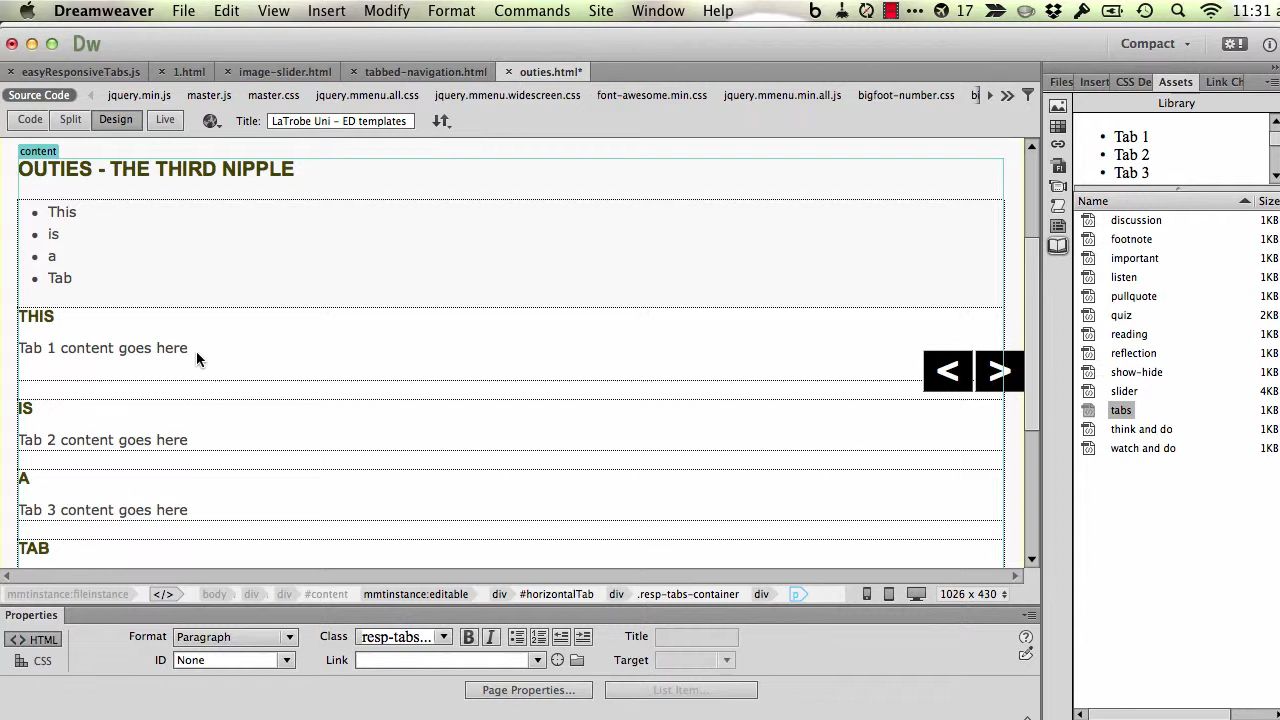 Dreamweaver File Edit View Insert Modify Format Commands Site Window Help 17 11:31
Dw Compact
easyResponsiveTabs.js 1.html image-slider.html tabbed-navigation.html outies.html* Files Insert CSS De Assets Link Ch
Source Code jquery.min.js master.js master.css jquery.mmenu.all.css jquery.mmenu.widescreen.css font-awesome.min.css jquery.mmenu.min.all.js bigfoot-number.css
Library
Code Split Design Live Title: LaTrobe Uni - ED templates
• Tab 1
• Tab 2
• Tab 3
content
OUTIES - THE THIRD NIPPLE
• This
• is
• a
• Tab
THIS
Tab 1 content goes here
< >
IS
Tab 2 content goes here
A
Tab 3 content goes here
TAB
Name Size
discussion 1KB
footnote 1KB
important 1KB
listen 1KB
pullquote 1KB
quiz 2KB
reading 1KB
reflection 1KB
show-hide 1KB
slider 4KB
tabs 1KB
think and do 1KB
watch and do 1KB
mmtinstance:fileinstance </> body div div #content mmtinstance:editable div #horizontalTab div .resp-tabs-container div p 1026 x 430
Properties
<> HTML Format Paragraph Class resp-tabs... B I Title
CSS ID None Link Target
Page Properties... List Item...